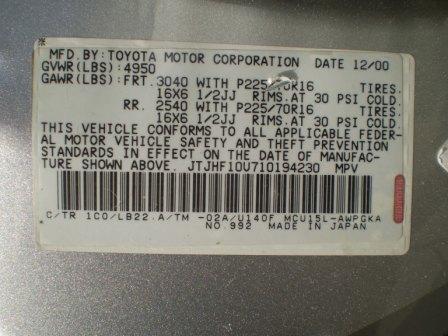 MFD.BY:TOYOTA MOTOR CORPORATION DATE 12/00
GVWR(LBS):4950
GAWR(LBS):FRT.3040 WITH P225/70R16 TIRES.
16X6 1/2JJ RIMS.AT 30 PSI COLD.
RR. 2540 WITH P225/70R16 TIRES.
16X6 1/2JJ RIMS.AT 30 PSI COLD.
THIS VEHICLE CONFORMS TO ALL APPLICABLE FEDER-
AL MOTOR VEHICLE SAFETY AND THEFT PREVENTION
STANDARDS IN EFFECT ON THE DATE OF MANUFAC-
TURE SHOWN ABOVE. JTJHF10U710194230 MPV
C/TR 1C0/LB22.A/TM -02A/U140F MCU15L-AWPGKA
NO.992 MADE IN JAPAN